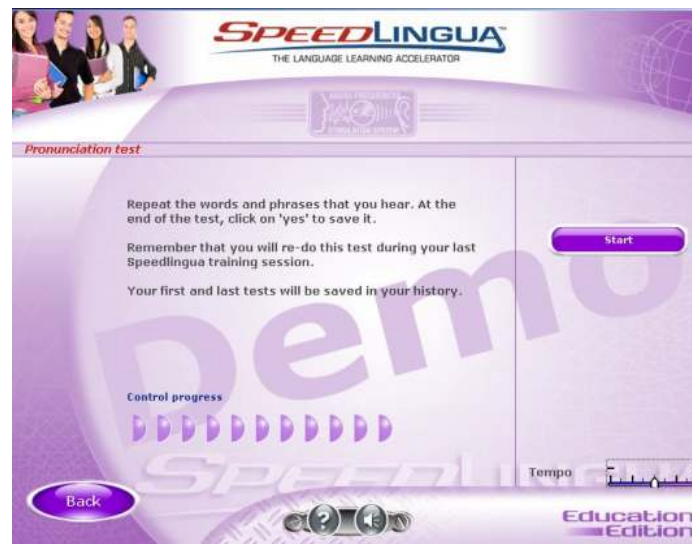 SPEEDLINGUA
THE LANGUAGE LEARNING ACCELERATOR
Pronunciation test
Repeat the words and phrases that you hear. At the
end of the test, click on 'yes' to save it.
Remember that you will re-do this test during your last
Speedlingua training session.
Your first and last tests will be saved in your history.
Start
Demo
Control progress
SPEEDLINGUA
Tempo
Back
?
Education
Edition